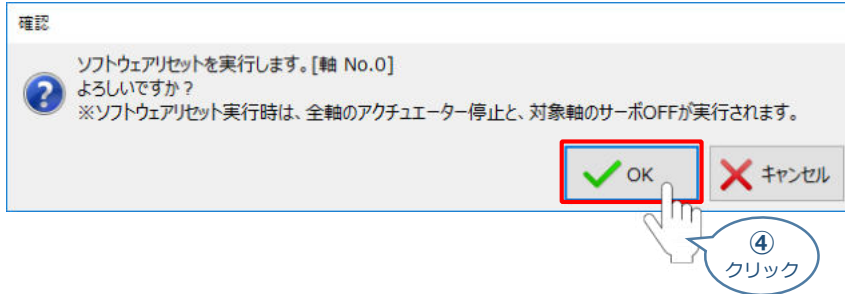 確認
ソフトウェアリセットを実行します。[軸 No.0]
よろしいですか？
※ソフトウェアリセット実行時は、全軸のアクチュエーター停止と、対象軸のサーボOFFが実行されます。
OK
キャンセル
④
クリック